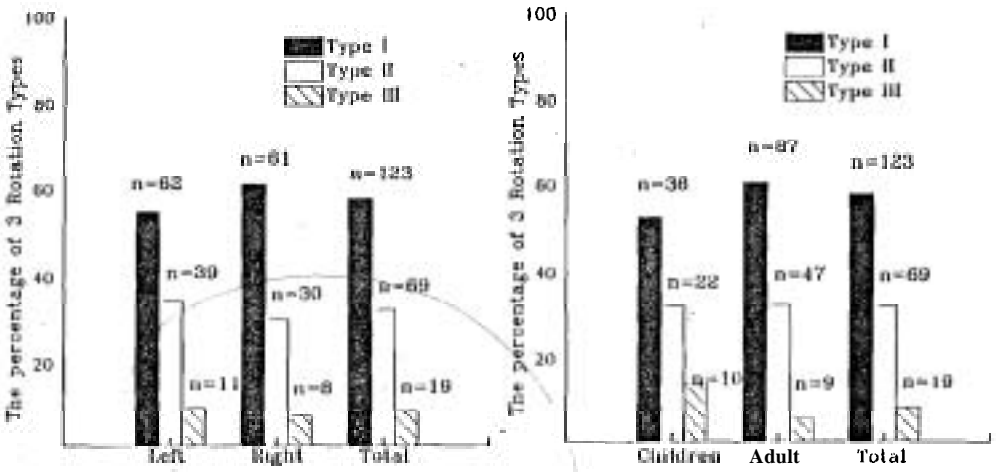 The percentage of 3 Rotation Types
100
80
60
40
20
Type I
Type II
Type III
n=62
n=39
n=11
n=61
n=30
n=8
n=123
n=69
n=19
Left
Right
Total
The percentage of 3 Rotation Types
100
80
60
40
20
Type I
Type II
Type III
n=36
n=22
n=10
n=87
n=47
n=9
n=123
n=69
n=19
Children
Adult
Total